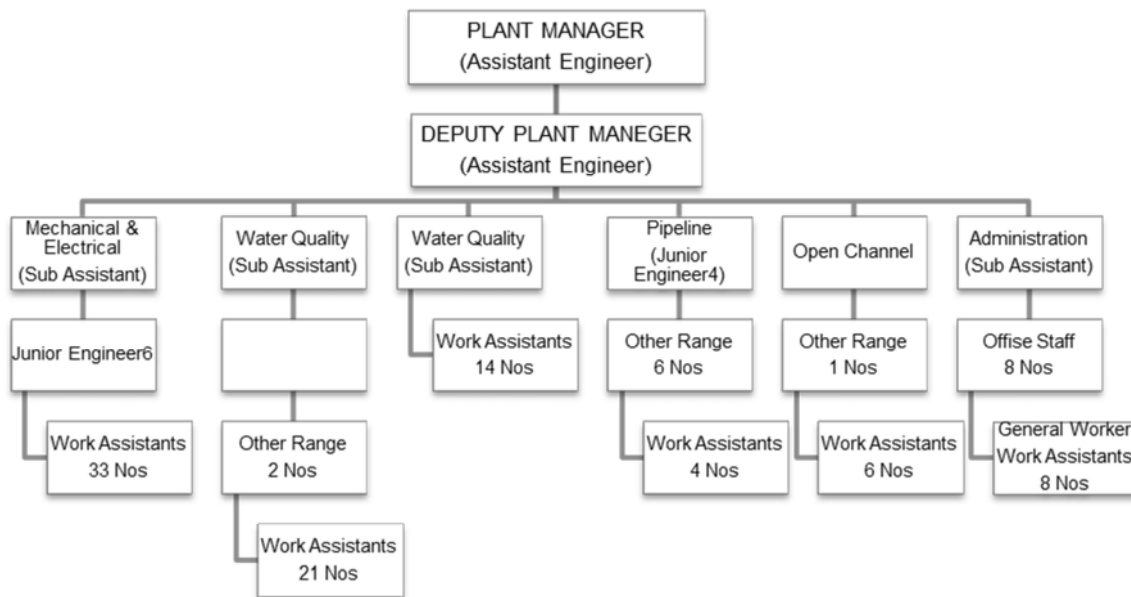 PLANT MANAGER
(Assistant Engineer)
DEPUTY PLANT MANEGER
(Assistant Engineer)
Mechanical &
Electrical
(Sub Assistant)
Water Quality
(Sub Assistant)
Water Quality
(Sub Assistant)
Pipeline
(Junior
Engineer4)
Open Channel
Administration
(Sub Assistant)
Junior Engineer6
Work Assistants
14 Nos
Other Range
6 Nos
Other Range
1 Nos
Offise Staff
8 Nos
Work Assistants
33 Nos
Other Range
2 Nos
Work Assistants
4 Nos
Work Assistants
6 Nos
General Worker
Work Assistants
8 Nos
Work Assistants
21 Nos